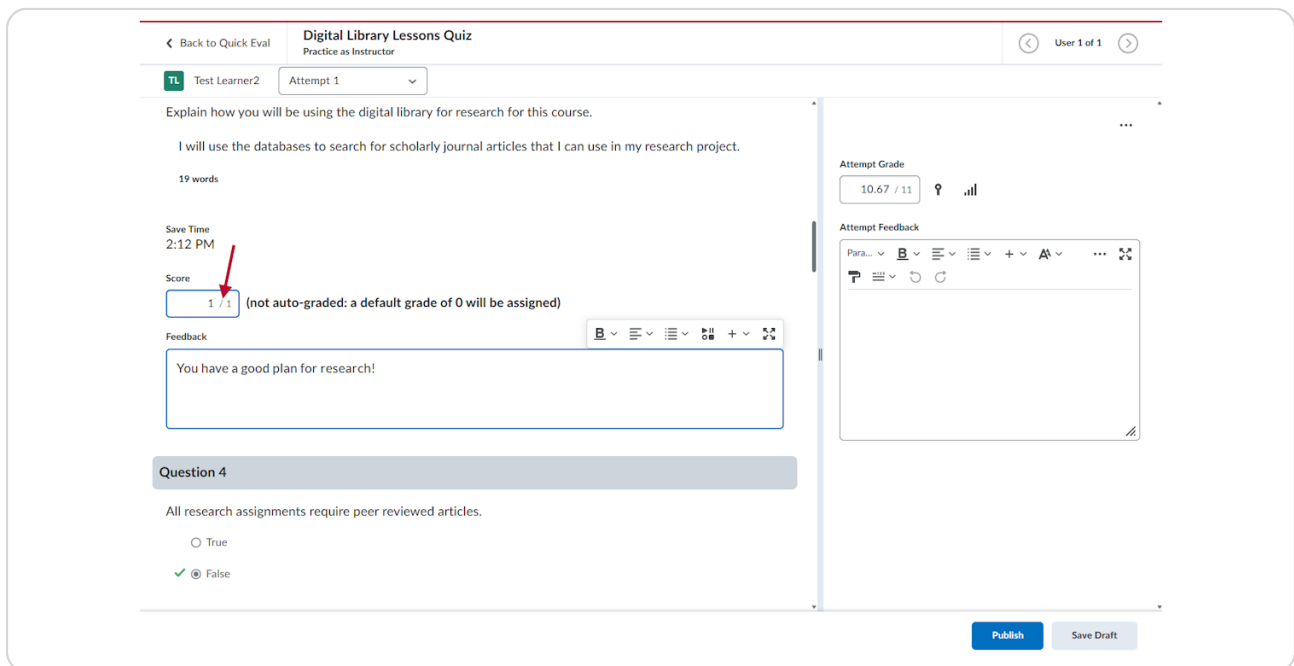 Back to Quick Eval
Digital Library Lessons Quiz
Practice as Instructor
User 1 of 1
TL Test Learner2 Attempt 1
Explain how you will be using the digital library for research for this course.
I will use the databases to search for scholarly journal articles that I can use in my research project.
19 words
Save Time
2:12 PM
Score
1 / 1 (not auto-graded: a default grade of 0 will be assigned)
Feedback
B
You have a good plan for research!
Question 4
All research assignments require peer reviewed articles.
True
False
Attempt Grade
10.67 / 11
Attempt Feedback
Para... B
Publish
Save Draft